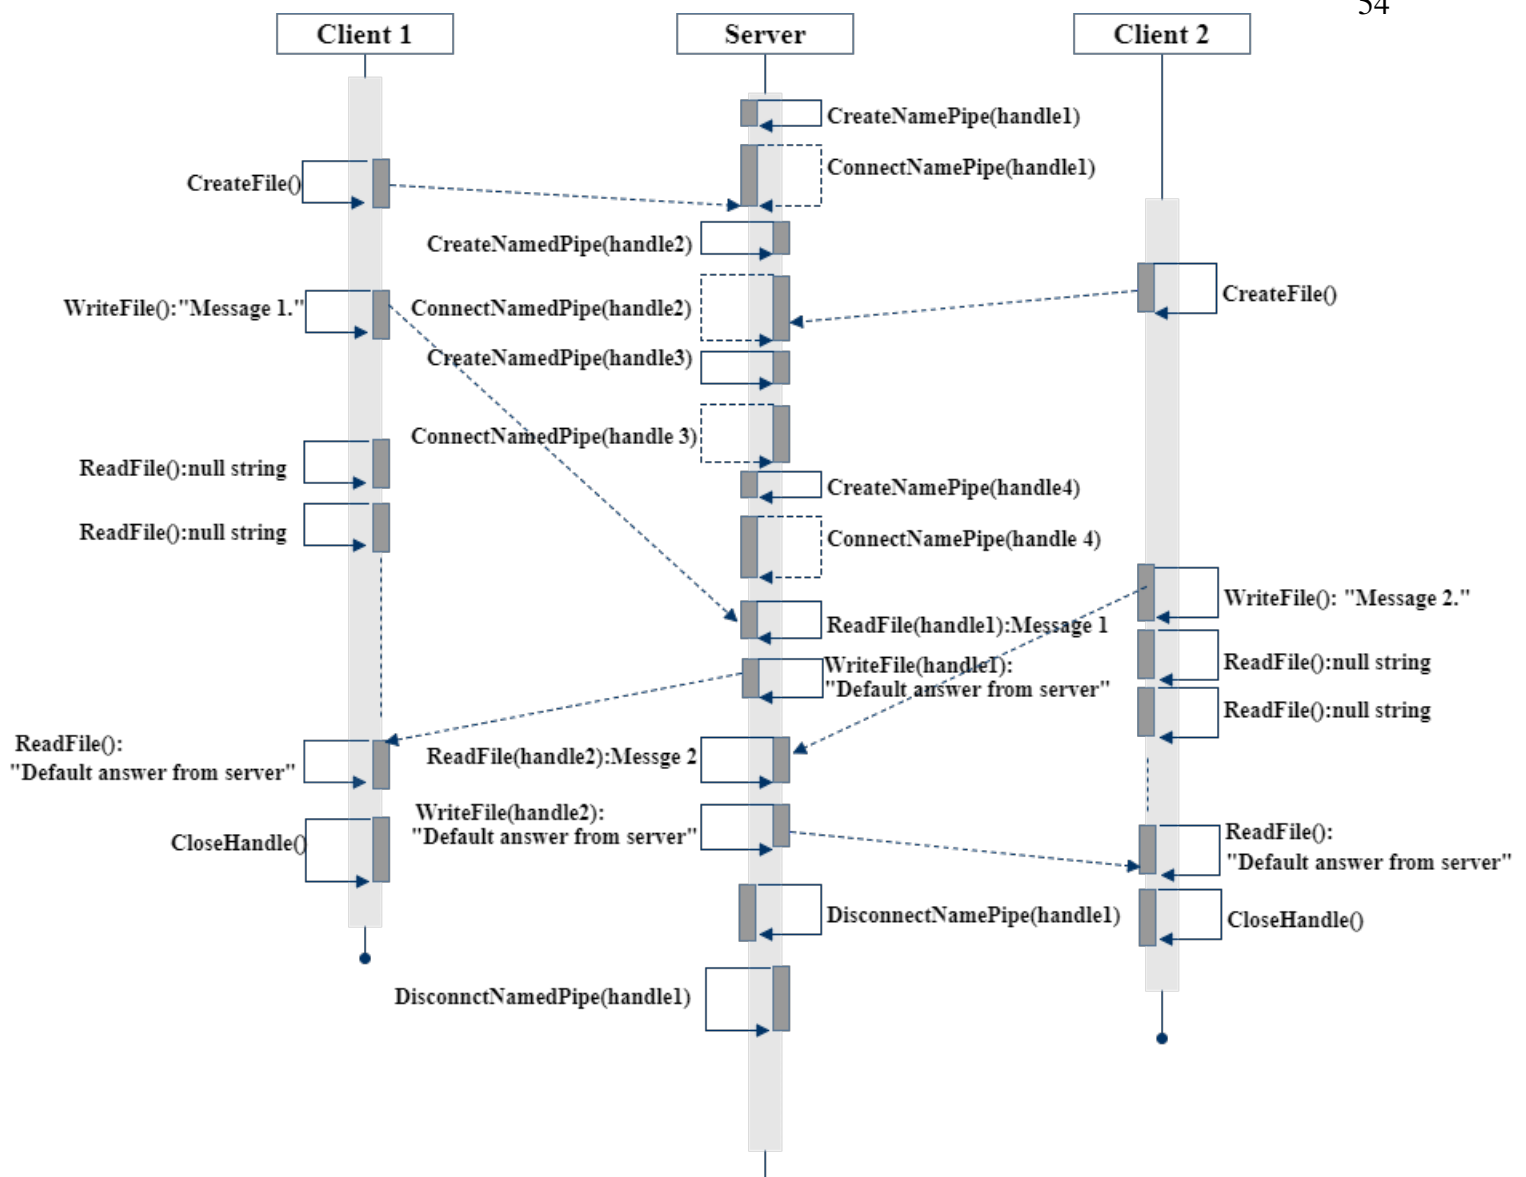 54
Client 1
Server
Client 2
CreateNamePipe(handle1)
ConnectNamePipe(handle1)
CreateFile()
CreateNamedPipe(handle2)
CreateFile()
WriteFile():"Message 1."
ConnectNamedPipe(handle2)
CreateNamedPipe(handle3)
ConnectNamedPipe(handle 3)
ReadFile():null string
CreateNamePipe(handle4)
ReadFile():null string
ConnectNamePipe(handle 4)
WriteFile(): "Message 2."
ReadFile(handle1):Message 1
ReadFile():null string
WriteFile(handle1):
"Default answer from server"
ReadFile():null string
ReadFile():
"Default answer from server"
ReadFile(handle2):Messge 2
WriteFile(handle2):
"Default answer from server"
ReadFile():
"Default answer from server"
CloseHandle()
DisconnectNamePipe(handle1)
CloseHandle()
DisconnctNamedPipe(handle1)